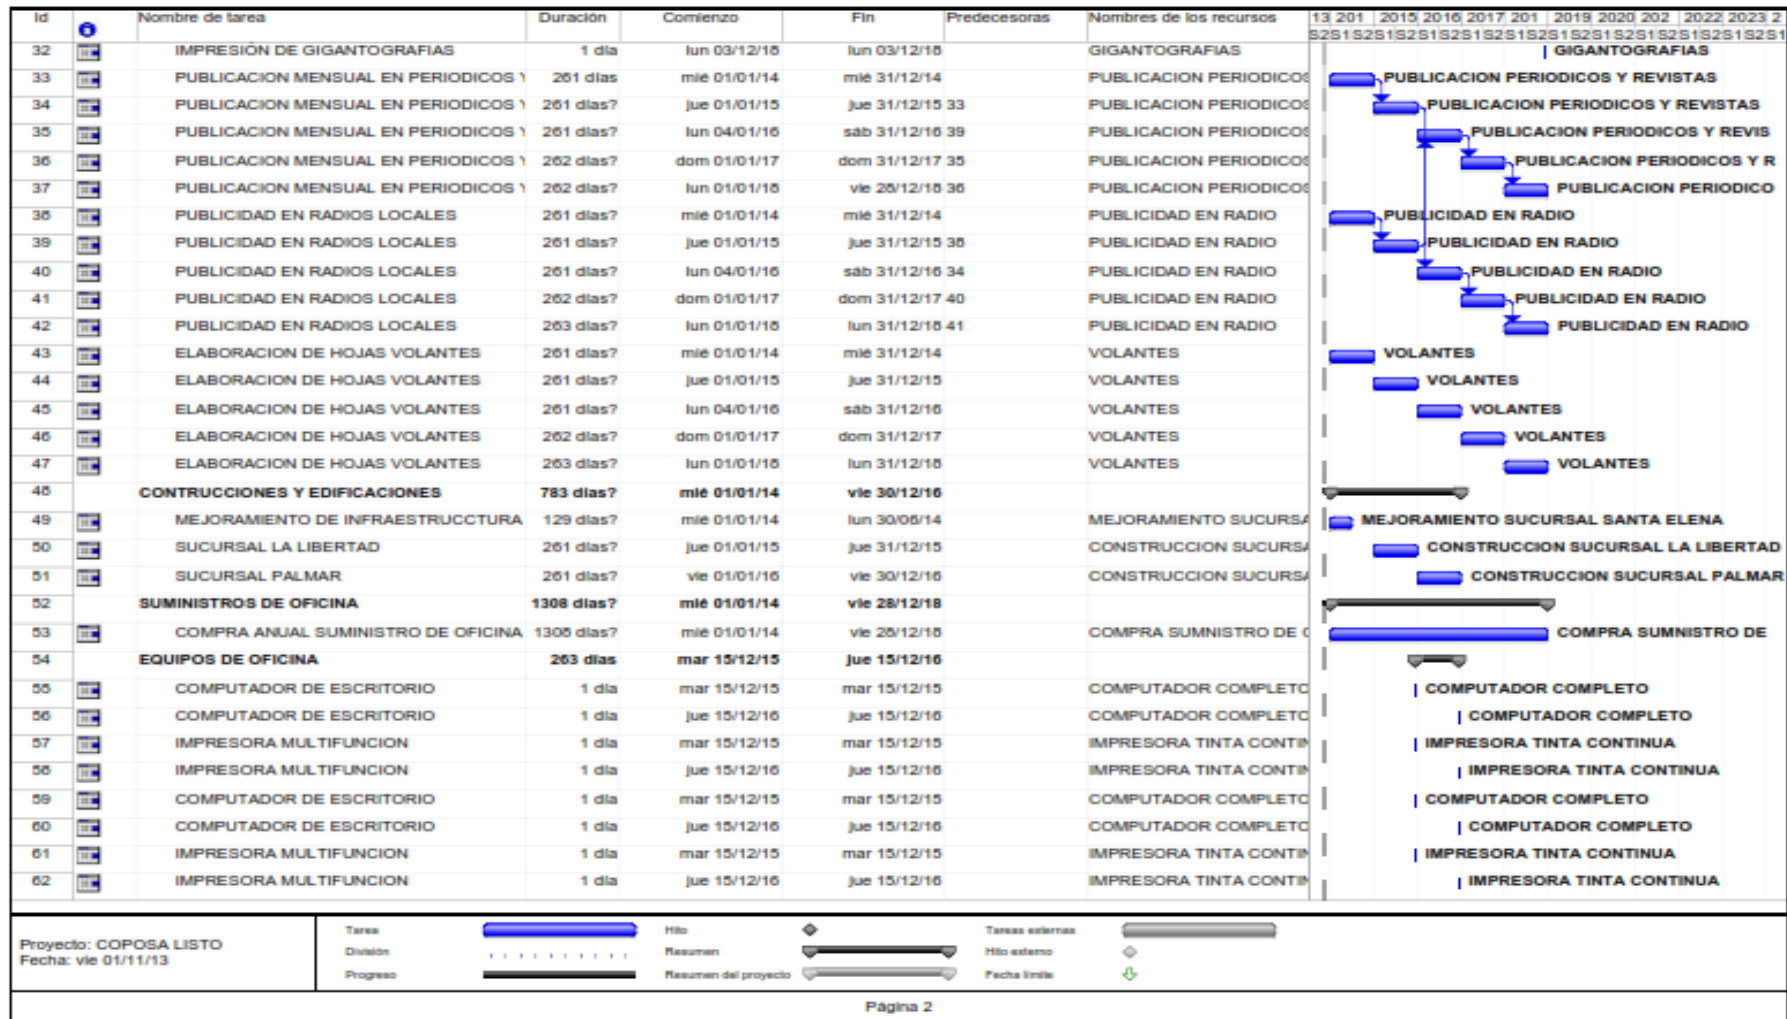 Id Nombre de tarea Duración Comienzo Fin Predecesoras Nombres de los recursos 13 201 2015 2016 2017 201 2019 2020 202 2022 2023 2
S2S1S2S1S2S1S2S1S2S1S2S1S2S1S2S1S2S1S2S1S2S1
32 IMPRESIÓN DE GIGANTOGRAFIAS 1 día lun 03/12/18 lun 03/12/18 GIGANTOGRAFIAS GIGANTOGRAFIAS
33 PUBLICACION MENSUAL EN PERIODICOS Y 261 días mié 01/01/14 mié 31/12/14 PUBLICACION PERIODICOS PUBLICACION PERIODICOS Y REVISTAS
34 PUBLICACION MENSUAL EN PERIODICOS Y 261 días? jue 01/01/15 jue 31/12/15 33 PUBLICACION PERIODICOS PUBLICACION PERIODICOS Y REVISTAS
35 PUBLICACION MENSUAL EN PERIODICOS Y 261 días? lun 04/01/16 sáb 31/12/16 39 PUBLICACION PERIODICOS PUBLICACION PERIODICOS Y REVIS
36 PUBLICACION MENSUAL EN PERIODICOS Y 262 días? dom 01/01/17 dom 31/12/17 35 PUBLICACION PERIODICOS PUBLICACION PERIODICOS Y R
37 PUBLICACION MENSUAL EN PERIODICOS Y 262 días? lun 01/01/18 vie 28/12/18 36 PUBLICACION PERIODICOS PUBLICACION PERIODICO
38 PUBLICIDAD EN RADIOS LOCALES 261 días? mié 01/01/14 mié 31/12/14 PUBLICIDAD EN RADIO PUBLICIDAD EN RADIO
39 PUBLICIDAD EN RADIOS LOCALES 261 días? jue 01/01/15 jue 31/12/15 38 PUBLICIDAD EN RADIO PUBLICIDAD EN RADIO
40 PUBLICIDAD EN RADIOS LOCALES 261 días? lun 04/01/16 sáb 31/12/16 34 PUBLICIDAD EN RADIO PUBLICIDAD EN RADIO
41 PUBLICIDAD EN RADIOS LOCALES 262 días? dom 01/01/17 dom 31/12/17 40 PUBLICIDAD EN RADIO PUBLICIDAD EN RADIO
42 PUBLICIDAD EN RADIOS LOCALES 263 días? lun 01/01/18 lun 31/12/18 41 PUBLICIDAD EN RADIO PUBLICIDAD EN RADIO
43 ELABORACION DE HOJAS VOLANTES 261 días? mié 01/01/14 mié 31/12/14 VOLANTES VOLANTES
44 ELABORACION DE HOJAS VOLANTES 261 días? jue 01/01/15 jue 31/12/15 VOLANTES VOLANTES
45 ELABORACION DE HOJAS VOLANTES 261 días? lun 04/01/16 sáb 31/12/16 VOLANTES VOLANTES
46 ELABORACION DE HOJAS VOLANTES 262 días? dom 01/01/17 dom 31/12/17 VOLANTES VOLANTES
47 ELABORACION DE HOJAS VOLANTES 263 días? lun 01/01/18 lun 31/12/18 VOLANTES VOLANTES
48 CONTRUCCIONES Y EDIFICACIONES 783 días? mié 01/01/14 vie 30/12/16
49 MEJORAMIENTO DE INFRAESTRUCCTURA 129 días? mié 01/01/14 lun 30/06/14 MEJORAMIENTO SUCURSA MEJORAMIENTO SUCURSAL SANTA ELENA
50 SUCURSAL LA LIBERTAD 261 días? jue 01/01/15 jue 31/12/15 CONSTRUCCION SUCURSA CONSTRUCCION SUCURSAL LA LIBERTAD
51 SUCURSAL PALMAR 261 días? vie 01/01/16 vie 30/12/16 CONSTRUCCION SUCURSA CONSTRUCCION SUCURSAL PALMAR
52 SUMINISTROS DE OFICINA 1308 días? mié 01/01/14 vie 28/12/18
53 COMPRA ANUAL SUMINISTRO DE OFICINA 1308 días? mié 01/01/14 vie 28/12/18 COMPRA SUMNISTRO DE O COMPRA SUMNISTRO DE
54 EQUIPOS DE OFICINA 263 días mar 15/12/15 jue 15/12/16
55 COMPUTADOR DE ESCRITORIO 1 día mar 15/12/15 mar 15/12/15 COMPUTADOR COMPLETO COMPUTADOR COMPLETO
56 COMPUTADOR DE ESCRITORIO 1 día jue 15/12/16 jue 15/12/16 COMPUTADOR COMPLETO COMPUTADOR COMPLETO
57 IMPRESORA MULTIFUNCION 1 día mar 15/12/15 mar 15/12/15 IMPRESORA TINTA CONTIN IMPRESORA TINTA CONTINUA
58 IMPRESORA MULTIFUNCION 1 día jue 15/12/16 jue 15/12/16 IMPRESORA TINTA CONTIN IMPRESORA TINTA CONTINUA
59 COMPUTADOR DE ESCRITORIO 1 día mar 15/12/15 mar 15/12/15 COMPUTADOR COMPLETO COMPUTADOR COMPLETO
60 COMPUTADOR DE ESCRITORIO 1 día jue 15/12/16 jue 15/12/16 COMPUTADOR COMPLETO COMPUTADOR COMPLETO
61 IMPRESORA MULTIFUNCION 1 día mar 15/12/15 mar 15/12/15 IMPRESORA TINTA CONTIN IMPRESORA TINTA CONTINUA
62 IMPRESORA MULTIFUNCION 1 día jue 15/12/16 jue 15/12/16 IMPRESORA TINTA CONTIN IMPRESORA TINTA CONTINUA
Proyecto: COPOSA LISTO
Fecha: vie 01/11/13
Tarea Hito Tareas externas
División Resumen Hito externo
Progreso Resumen del proyecto Fecha límite
Página 2